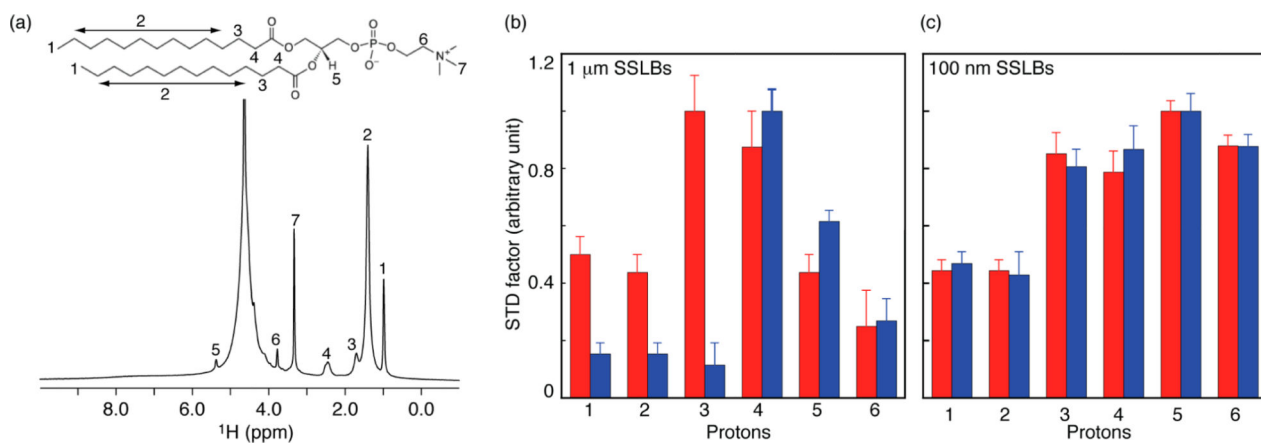 (a)
2
3
O
O
P
O
6
1
4
O
O
O⁻
N⁺
4
H
7
1
O
5
3
O
2
2
7
1
6
5
4
3
8.0 6.0 4.0 2.0 0.0
¹H (ppm)
(b)
1 μm SSLBs
1.2
0.8
0.4
0
STD factor (arbitrary unit)
1 2 3 4 5 6
Protons
(c)
100 nm SSLBs
1 2 3 4 5 6
Protons